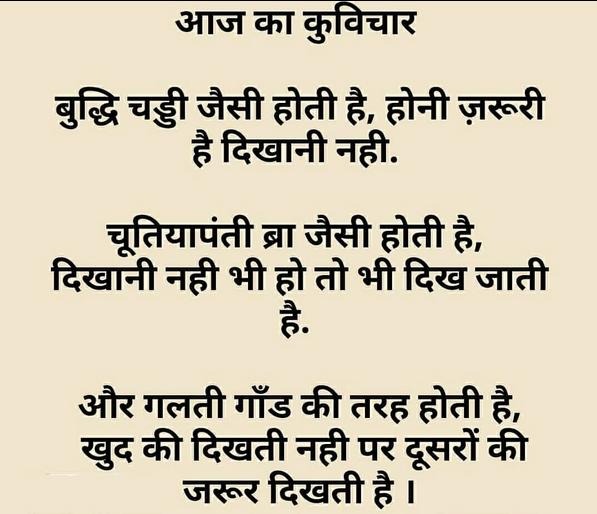 आज का कुविचार
बुद्धि चड्डी जैसी होती है, होनी ज़रूरी
है दिखानी नही.
चूतियापंती ब्रा जैसी होती है,
दिखानी नही भी हो तो भी दिख जाती
है.
और गलती गाँड की तरह होती है,
खुद की दिखती नही पर दूसरों की
जरूर दिखती है ।